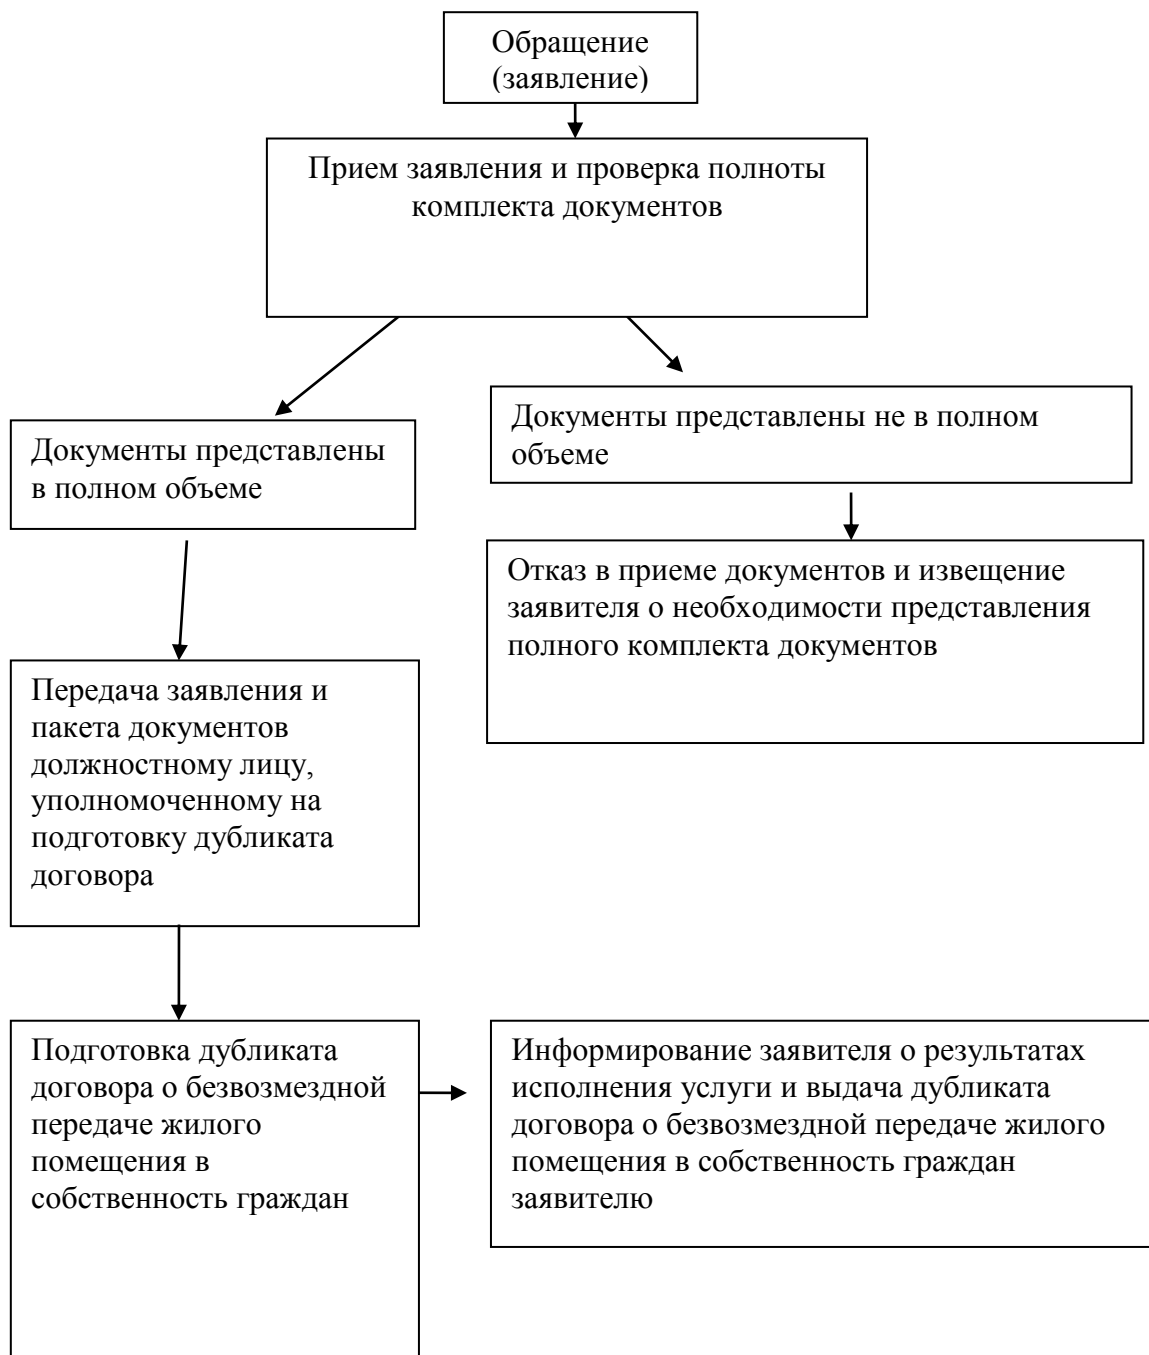 Обращение
(заявление)
Прием заявления и проверка полноты
комплекта документов
Документы представлены не в полном
объеме
Документы представлены
в полном объеме
Отказ в приеме документов и извещение
заявителя о необходимости представления
полного комплекта документов
Передача заявления и
пакета документов
должностному лицу,
уполномоченному на
подготовку дубликата
договора
Подготовка дубликата
договора о безвозмездной
передаче жилого
помещения в
собственность граждан
Информирование заявителя о результатах
исполнения услуги и выдача дубликата
договора о безвозмездной передаче жилого
помещения в собственность граждан
заявителю